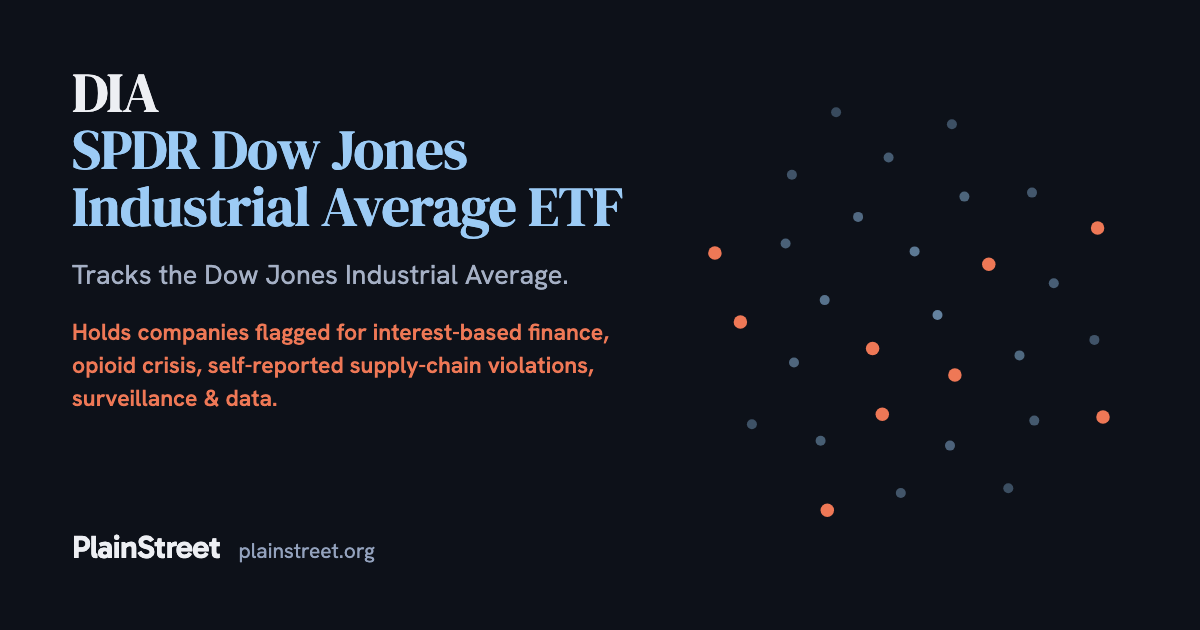 DIA
SPDR Dow Jones
Industrial Average ETF
Tracks the Dow Jones Industrial Average.
Holds companies flagged for interest-based finance,
opioid crisis, self-reported supply-chain violations,
surveillance & data.
PlainStreet plainstreet.org